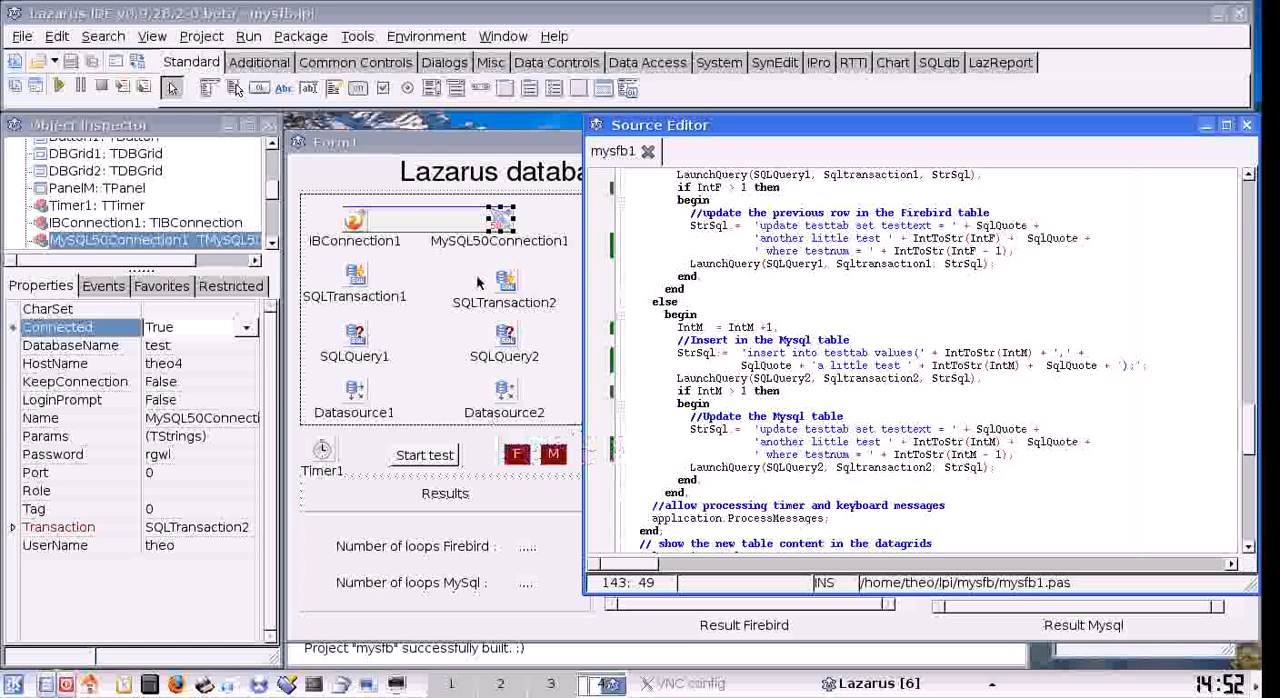 Lazarus IDE v0.9.28.2-0 beta - mysfb.lpi
File Edit Search View Project Run Package Tools Environment Window Help
Standard Additional Common Controls Dialogs Misc Data Controls Data Access System SynEdit IPro RTTI Chart SQLdb LazReport
Object Inspector
Button1: TButton
DBGrid1: TDBGrid
DBGrid2: TDBGrid
PanelM: TPanel
Timer1: TTimer
IBConnection1: TIBConnection
MySQL50Connection1 TMySQL5
Properties Events Favorites Restricted
CharSet
Connected True
DatabaseName test
HostName theo4
KeepConnection False
LoginPrompt False
Name MySQL50Connecti
Params (TStrings)
Password rgwl
Port 0
Role
Tag 0
Transaction SQLTransaction2
UserName theo
Form1
Lazarus databa
IBConnection1 MySQL50Connection1
SQLTransaction1 SQLTransaction2
SQLQuery1 SQLQuery2
Datasource1 Datasource2
Timer1
Start test
F M
Results
Number of loops Firebird : .....
Number of loops MySql : ....
Source Editor
mysfb1
LaunchQuery(SQLQuery1, Sqltransaction1, StrSql),
if IntF > 1 then
begin
//update the previous row in the Firebird table
StrSql = 'update testtab set testtext = ' + SqlQuote +
'another little test ' + IntToStr(IntF) + SqlQuote +
' where testnum = ' + IntToStr(IntF - 1);
LaunchQuery(SQLQuery1, Sqltransaction1, StrSql);
end.
end
else
begin
IntM = IntM +1,
//Insert in the Mysql table
StrSql = 'insert into testtab values(' + IntToStr(IntM) + ',' +
SqlQuote + 'a little test ' + IntToStr(IntM) + SqlQuote + ');';
LaunchQuery(SQLQuery2, Sqltransaction2, StrSql),
if IntM > 1 then
begin
//Update the Mysql table
StrSql = 'update testtab set testtext = ' + SqlQuote +
'another little test ' + IntToStr(IntM) + SqlQuote +
' where testnum = ' + IntToStr(IntM - 1);
LaunchQuery(SQLQuery2, Sqltransaction2, StrSql);
end.
end,
//allow processing timer and keyboard messages
application.ProcessMessages;
end;
// show the new table content in the datagrids
143: 49 INS /home/theo/lpi/mysfb/mysfb1.pas
Result Firebird Result Mysql
Project "mysfb" successfully built. :)
1 2 3 4 VNC config Lazarus [6] 14:52